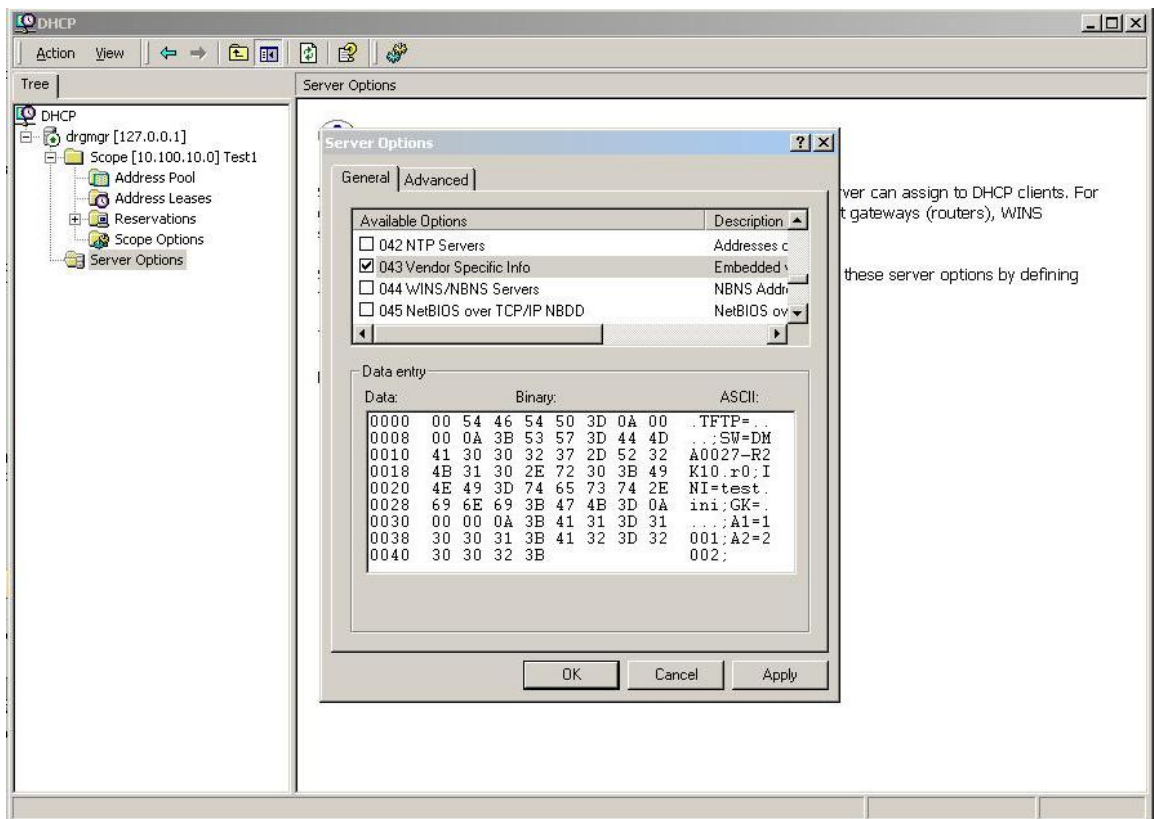 DHCP
Action View
Tree
Server Options
DHCP
drgmgr [127.0.0.1]
Scope [10.100.10.0] Test1
Address Pool
Address Leases
Reservations
Scope Options
Server Options
Server Options
rver can assign to DHCP clients. For
t gateways (routers), WINS
these server options by defining
General Advanced
Available Options Description
042 NTP Servers Addresses
043 Vendor Specific Info Embedded
044 WINS/NBNS Servers NBNS Addr
045 NetBIOS over TCP/IP NBDD NetBIOS ov
Data entry
Data: Binary: ASCII:
0000 00 54 46 54 50 3D 0A 00 .TFTP=..
0008 00 0A 3B 53 57 3D 44 4D ..;SW=DM
0010 41 30 30 32 37 2D 52 32 A0027-R2
0018 4B 31 30 2E 72 30 3B 49 K10.r0;I
0020 4E 49 3D 74 65 73 74 2E NI=test.
0028 69 6E 69 3B 47 4B 3D 0A ini;GK=.
0030 00 00 0A 3B 41 31 3D 31 ...;A1=1
0038 30 30 31 3B 41 32 3D 32 001;A2=2
0040 30 30 32 3B 002;
OK Cancel Apply